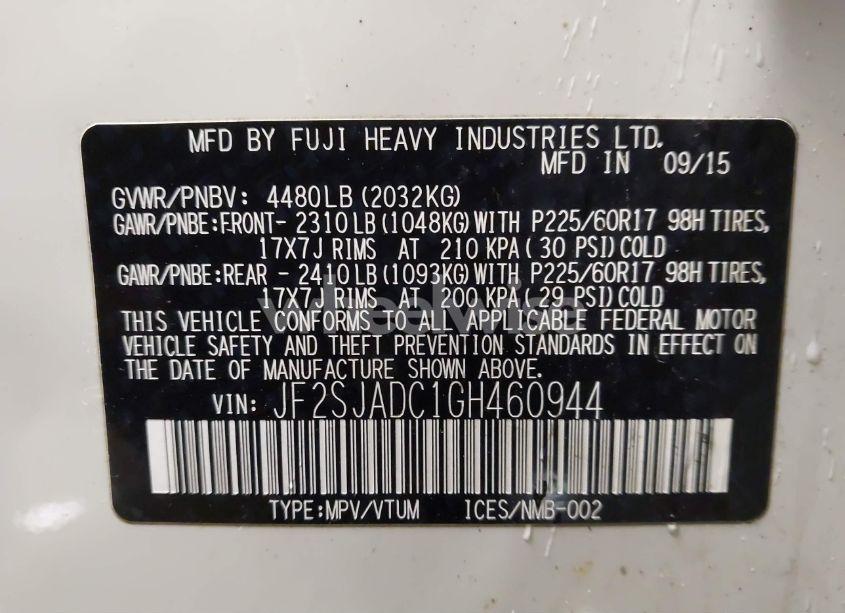 MFD BY FUJI HEAVY INDUSTRIES LTD.
MFD IN 09/15
GVWR/PNBV: 4480LB (2032KG)
GAWR/PNBE:FRONT- 2310LB (1048KG) WITH P225/60R17 98H TIRES,
17X7J RIMS AT 210 KPA (30 PSI) COLD
GAWR/PNBE:REAR - 2410LB (1093KG) WITH P225/60R17 98H TIRES,
17X7J RIMS AT 200 KPA (29 PSI) COLD
THIS VEHICLE CONFORMS TO ALL APPLICABLE FEDERAL MOTOR
VEHICLE SAFETY AND THEFT PREVENTION STANDARDS IN EFFECT ON
THE DATE OF MANUFACTURE SHOWN ABOVE.
VIN: JF2SJADC1GH460944
TYPE:MPV/VTUM ICES/NMB-002